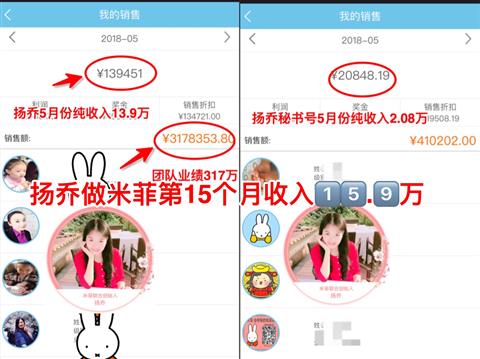 我的销售
2018-05
¥139451
扬乔5月份纯收入13.9万
利润
奖金
销售折扣
¥134721.00
销售额:
¥3178353.80
团队业绩317万
扬乔做米菲第15个月收入15.9万
米菲联合创始人
扬乔
我的销售
2018-05
¥20848.19
扬乔秘书号5月份纯收入2.08万
利润
奖金
销售折扣
销售额:
¥410202.00
米菲联合创始人
扬乔